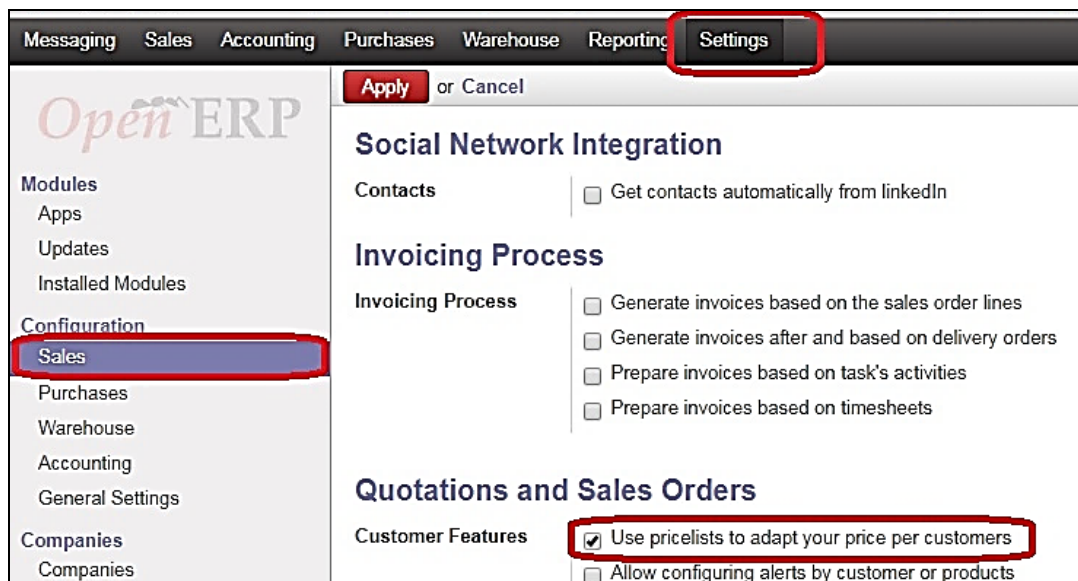 Messaging Sales Accounting Purchases Warehouse Reporting Settings
Apply or Cancel
Open ERP
Modules
Apps
Updates
Installed Modules
Configuration
Sales
Purchases
Warehouse
Accounting
General Settings
Companies
Companies
Social Network Integration
Contacts
Get contacts automatically from linkedIn
Invoicing Process
Invoicing Process
Generate invoices based on the sales order lines
Generate invoices after and based on delivery orders
Prepare invoices based on task's activities
Prepare invoices based on timesheets
Quotations and Sales Orders
Customer Features
Use pricelists to adapt your price per customers
Allow configuring alerts by customer or products